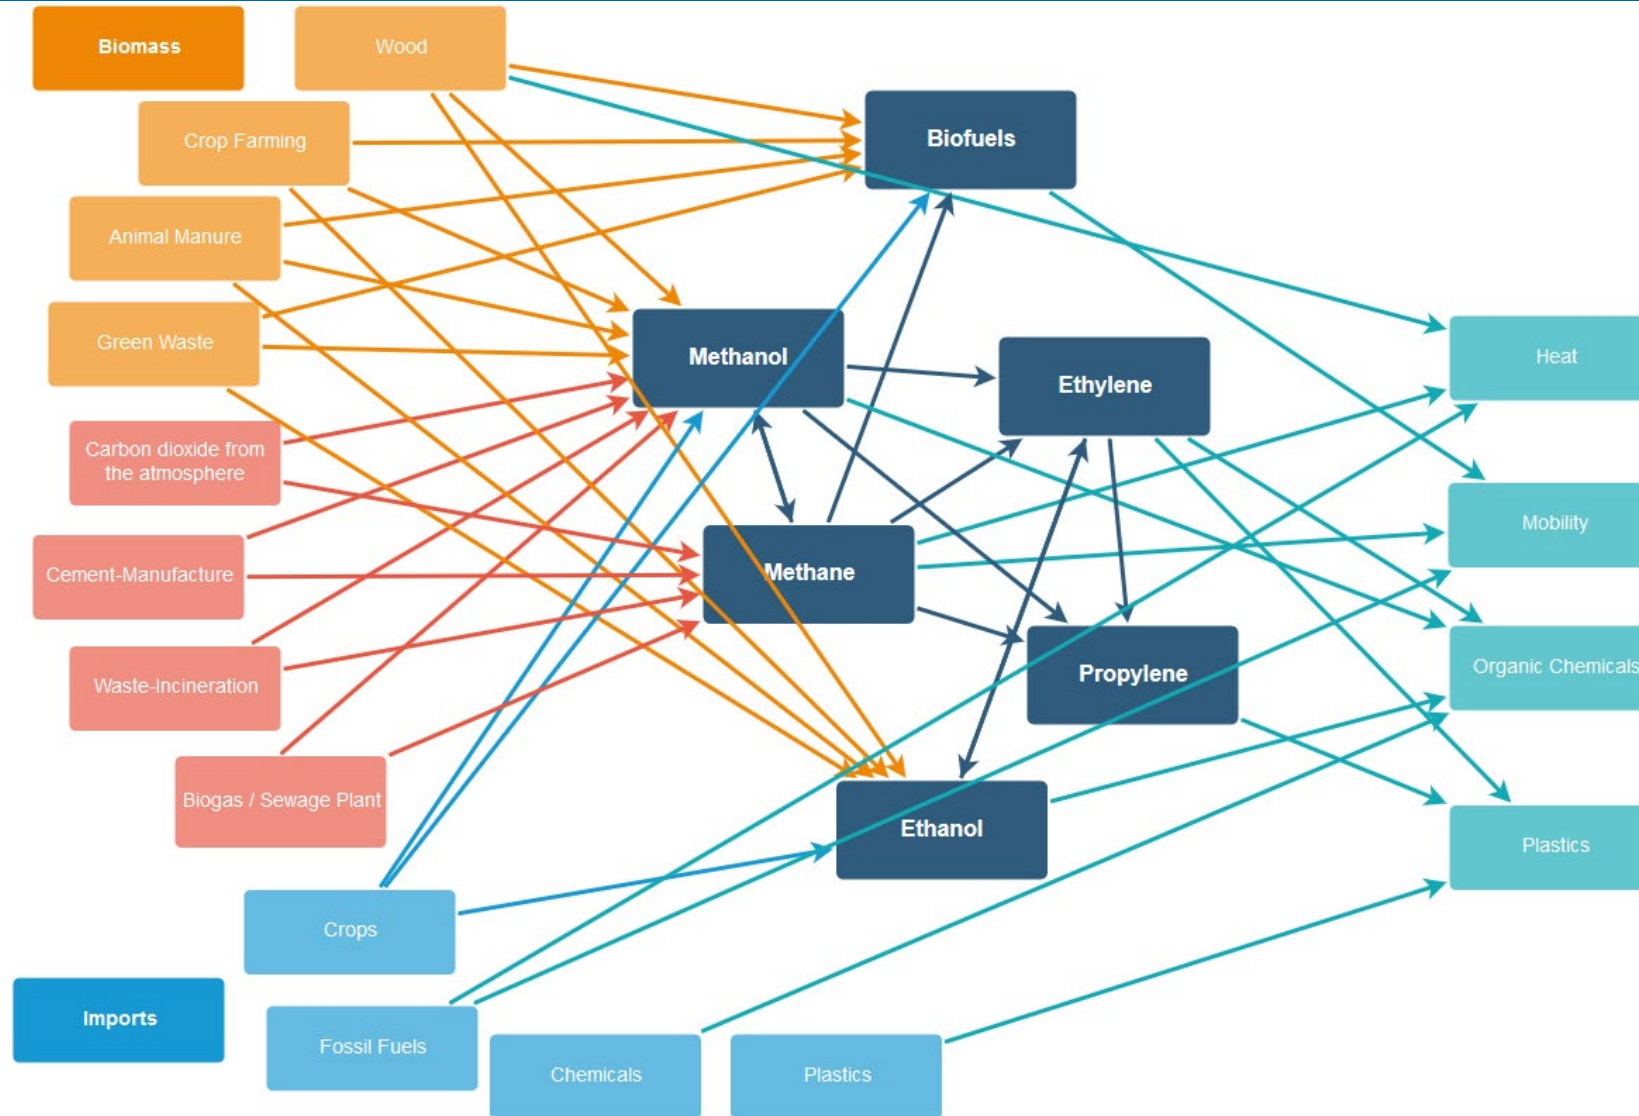 Biomass
Wood
Biofuels
Crop Farming
Animal Manure
Green Waste
Methanol
Ethylene
Heat
Carbon dioxide from
the atmosphere
Mobility
Cement-Manufacture
Methane
Waste-Incineration
Propylene
Organic Chemicals
Biogas / Sewage Plant
Ethanol
Plastics
Crops
Imports
Fossil Fuels
Chemicals
Plastics